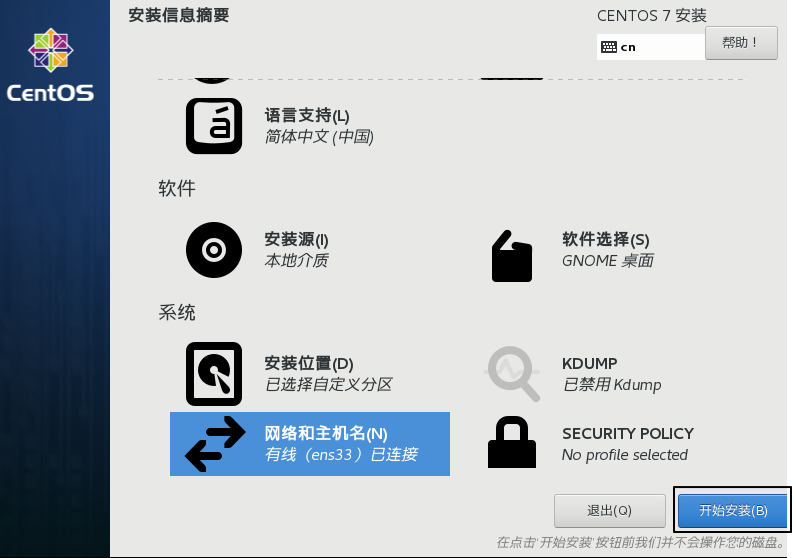 安装信息摘要
CENTOS 7 安装
cn
帮助！
CentOS
语言支持(L)
简体中文 (中国)
软件
安装源(I)
本地介质
软件选择(S)
GNOME 桌面
系统
安装位置(D)
已选择自定义分区
KDUMP
已禁用 Kdump
网络和主机名(N)
有线（ens33）已连接
SECURITY POLICY
No profile selected
退出(Q)
开始安装(B)
在点击'开始安装'按钮前我们并不会操作您的磁盘。